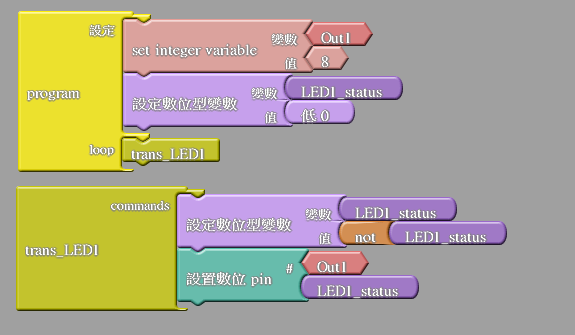 設定
set integer variable 變數 Out1
值 8
program
設定數位型變數 變數 LED1_status
值 低 0
loop trans_LED1
commands
設定數位型變數 變數 LED1_status
值 not LED1_status
trans_LED1
設置數位 pin # Out1
LED1_status